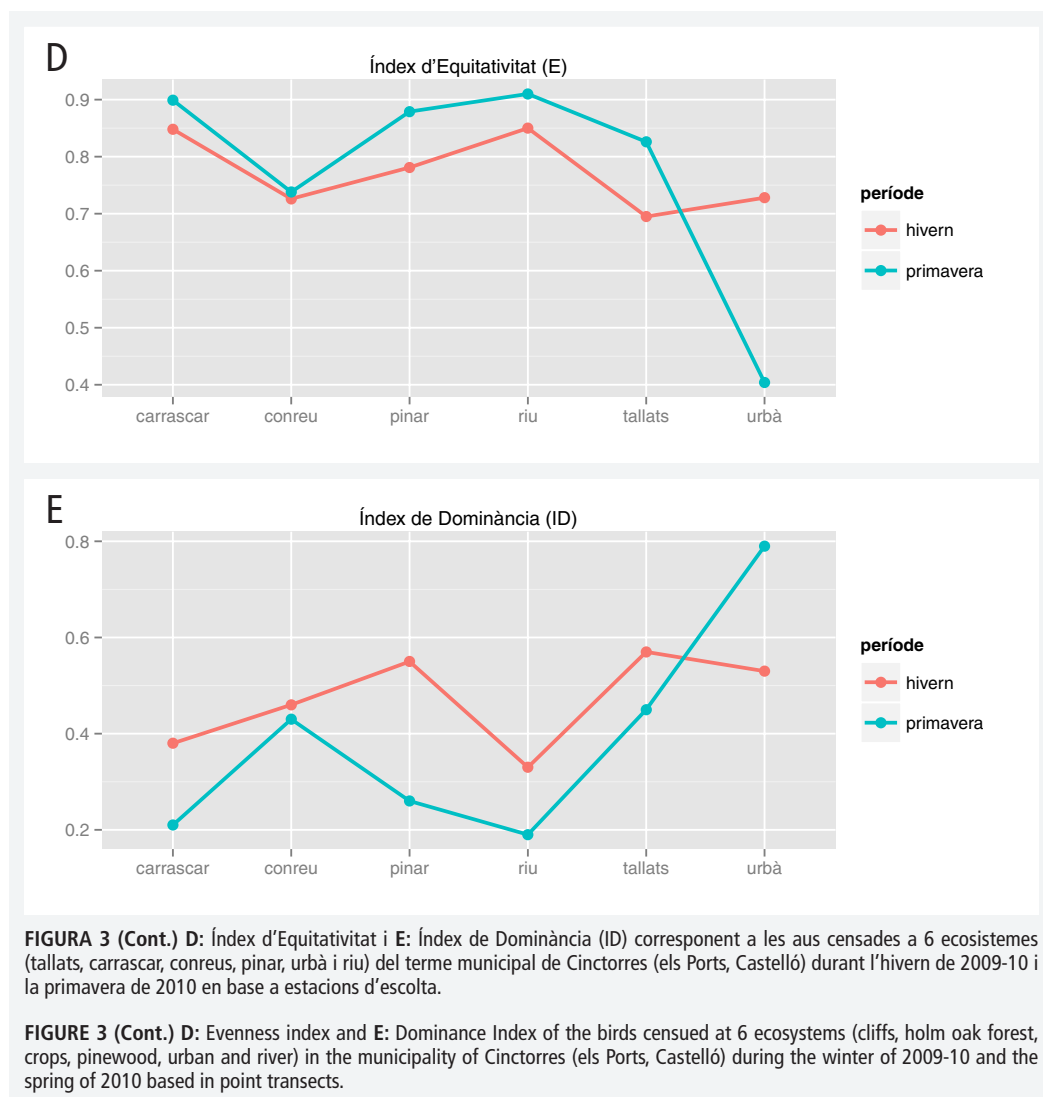 D
Índex d'Equitativitat (E)
0.9
0.8
0.7
0.6
0.5
0.4
carrascar conreu pinar riu tallats urbà
període
hivern
primavera
E
Índex de Dominància (ID)
0.8
0.6
0.4
0.2
carrascar conreu pinar riu tallats urbà
període
hivern
primavera
FIGURA 3 (Cont.) D: Índex d'Equitativitat i E: Índex de Dominància (ID) corresponent a les aus censades a 6 ecosistemes
(tallats, carrascar, conreus, pinar, urbà i riu) del terme municipal de Cinctorres (els Ports, Castelló) durant l'hivern de 2009-10 i
la primavera de 2010 en base a estacions d'escolta.
FIGURE 3 (Cont.) D: Evenness index and E: Dominance Index of the birds censued at 6 ecosystems (cliffs, holm oak forest,
crops, pinewood, urban and river) in the municipality of Cinctorres (els Ports, Castelló) during the winter of 2009-10 and the
spring of 2010 based in point transects.